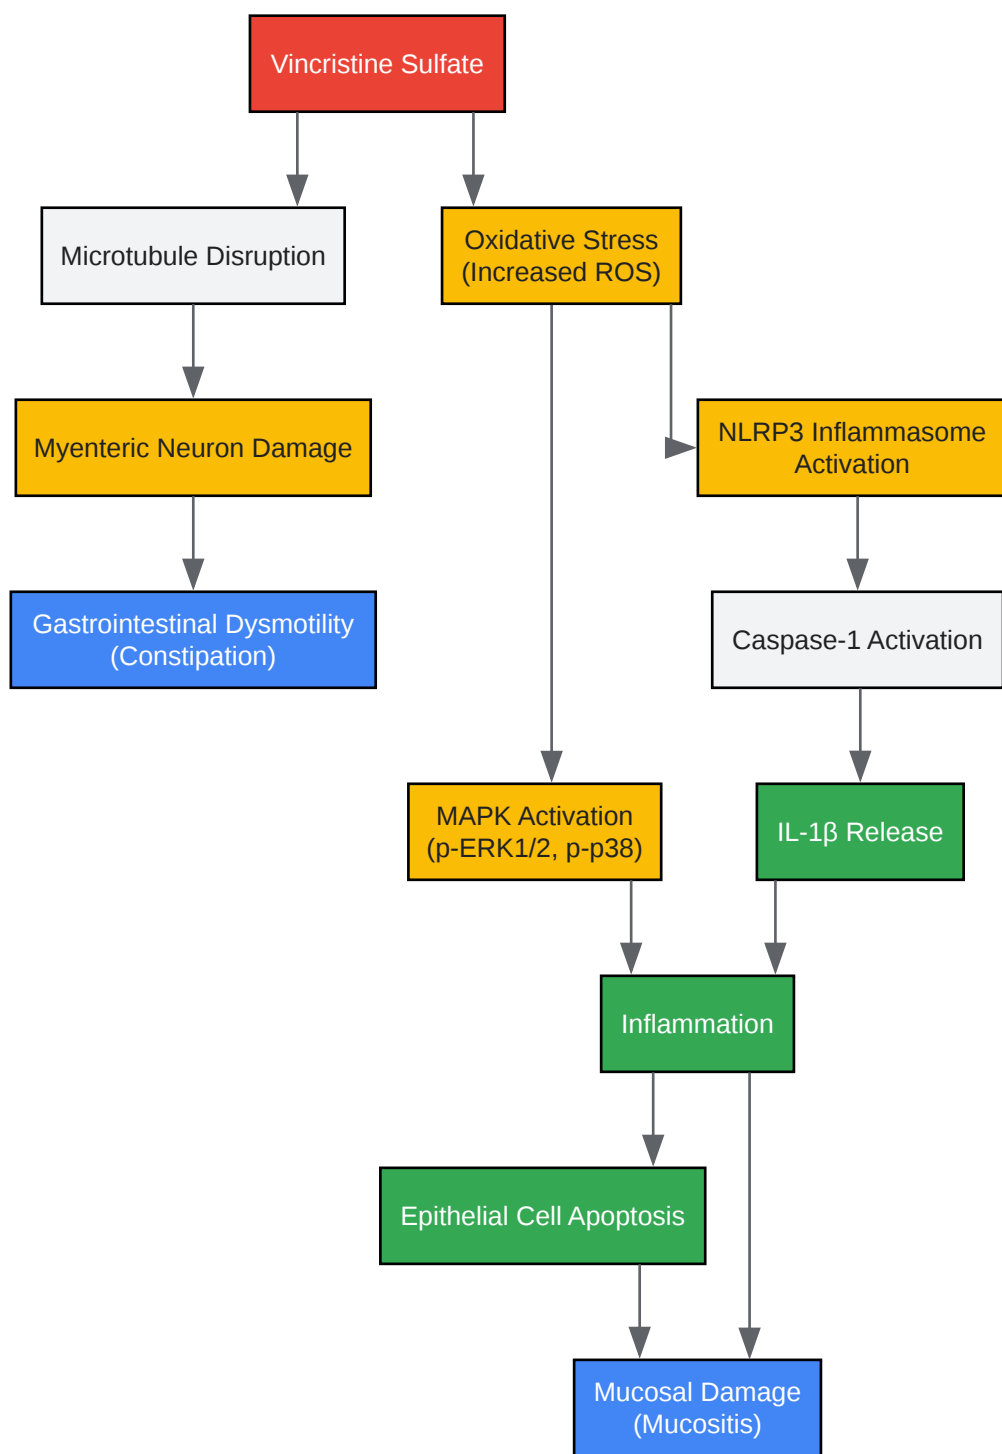 Vincristine Sulfate
Microtubule Disruption
Oxidative Stress
(Increased ROS)
Myenteric Neuron Damage
NLRP3 Inflammasome
Activation
Gastrointestinal Dysmotility
(Constipation)
Caspase-1 Activation
MAPK Activation
(p-ERK1/2, p-p38)
IL-1β Release
Inflammation
Epithelial Cell Apoptosis
Mucosal Damage
(Mucositis)